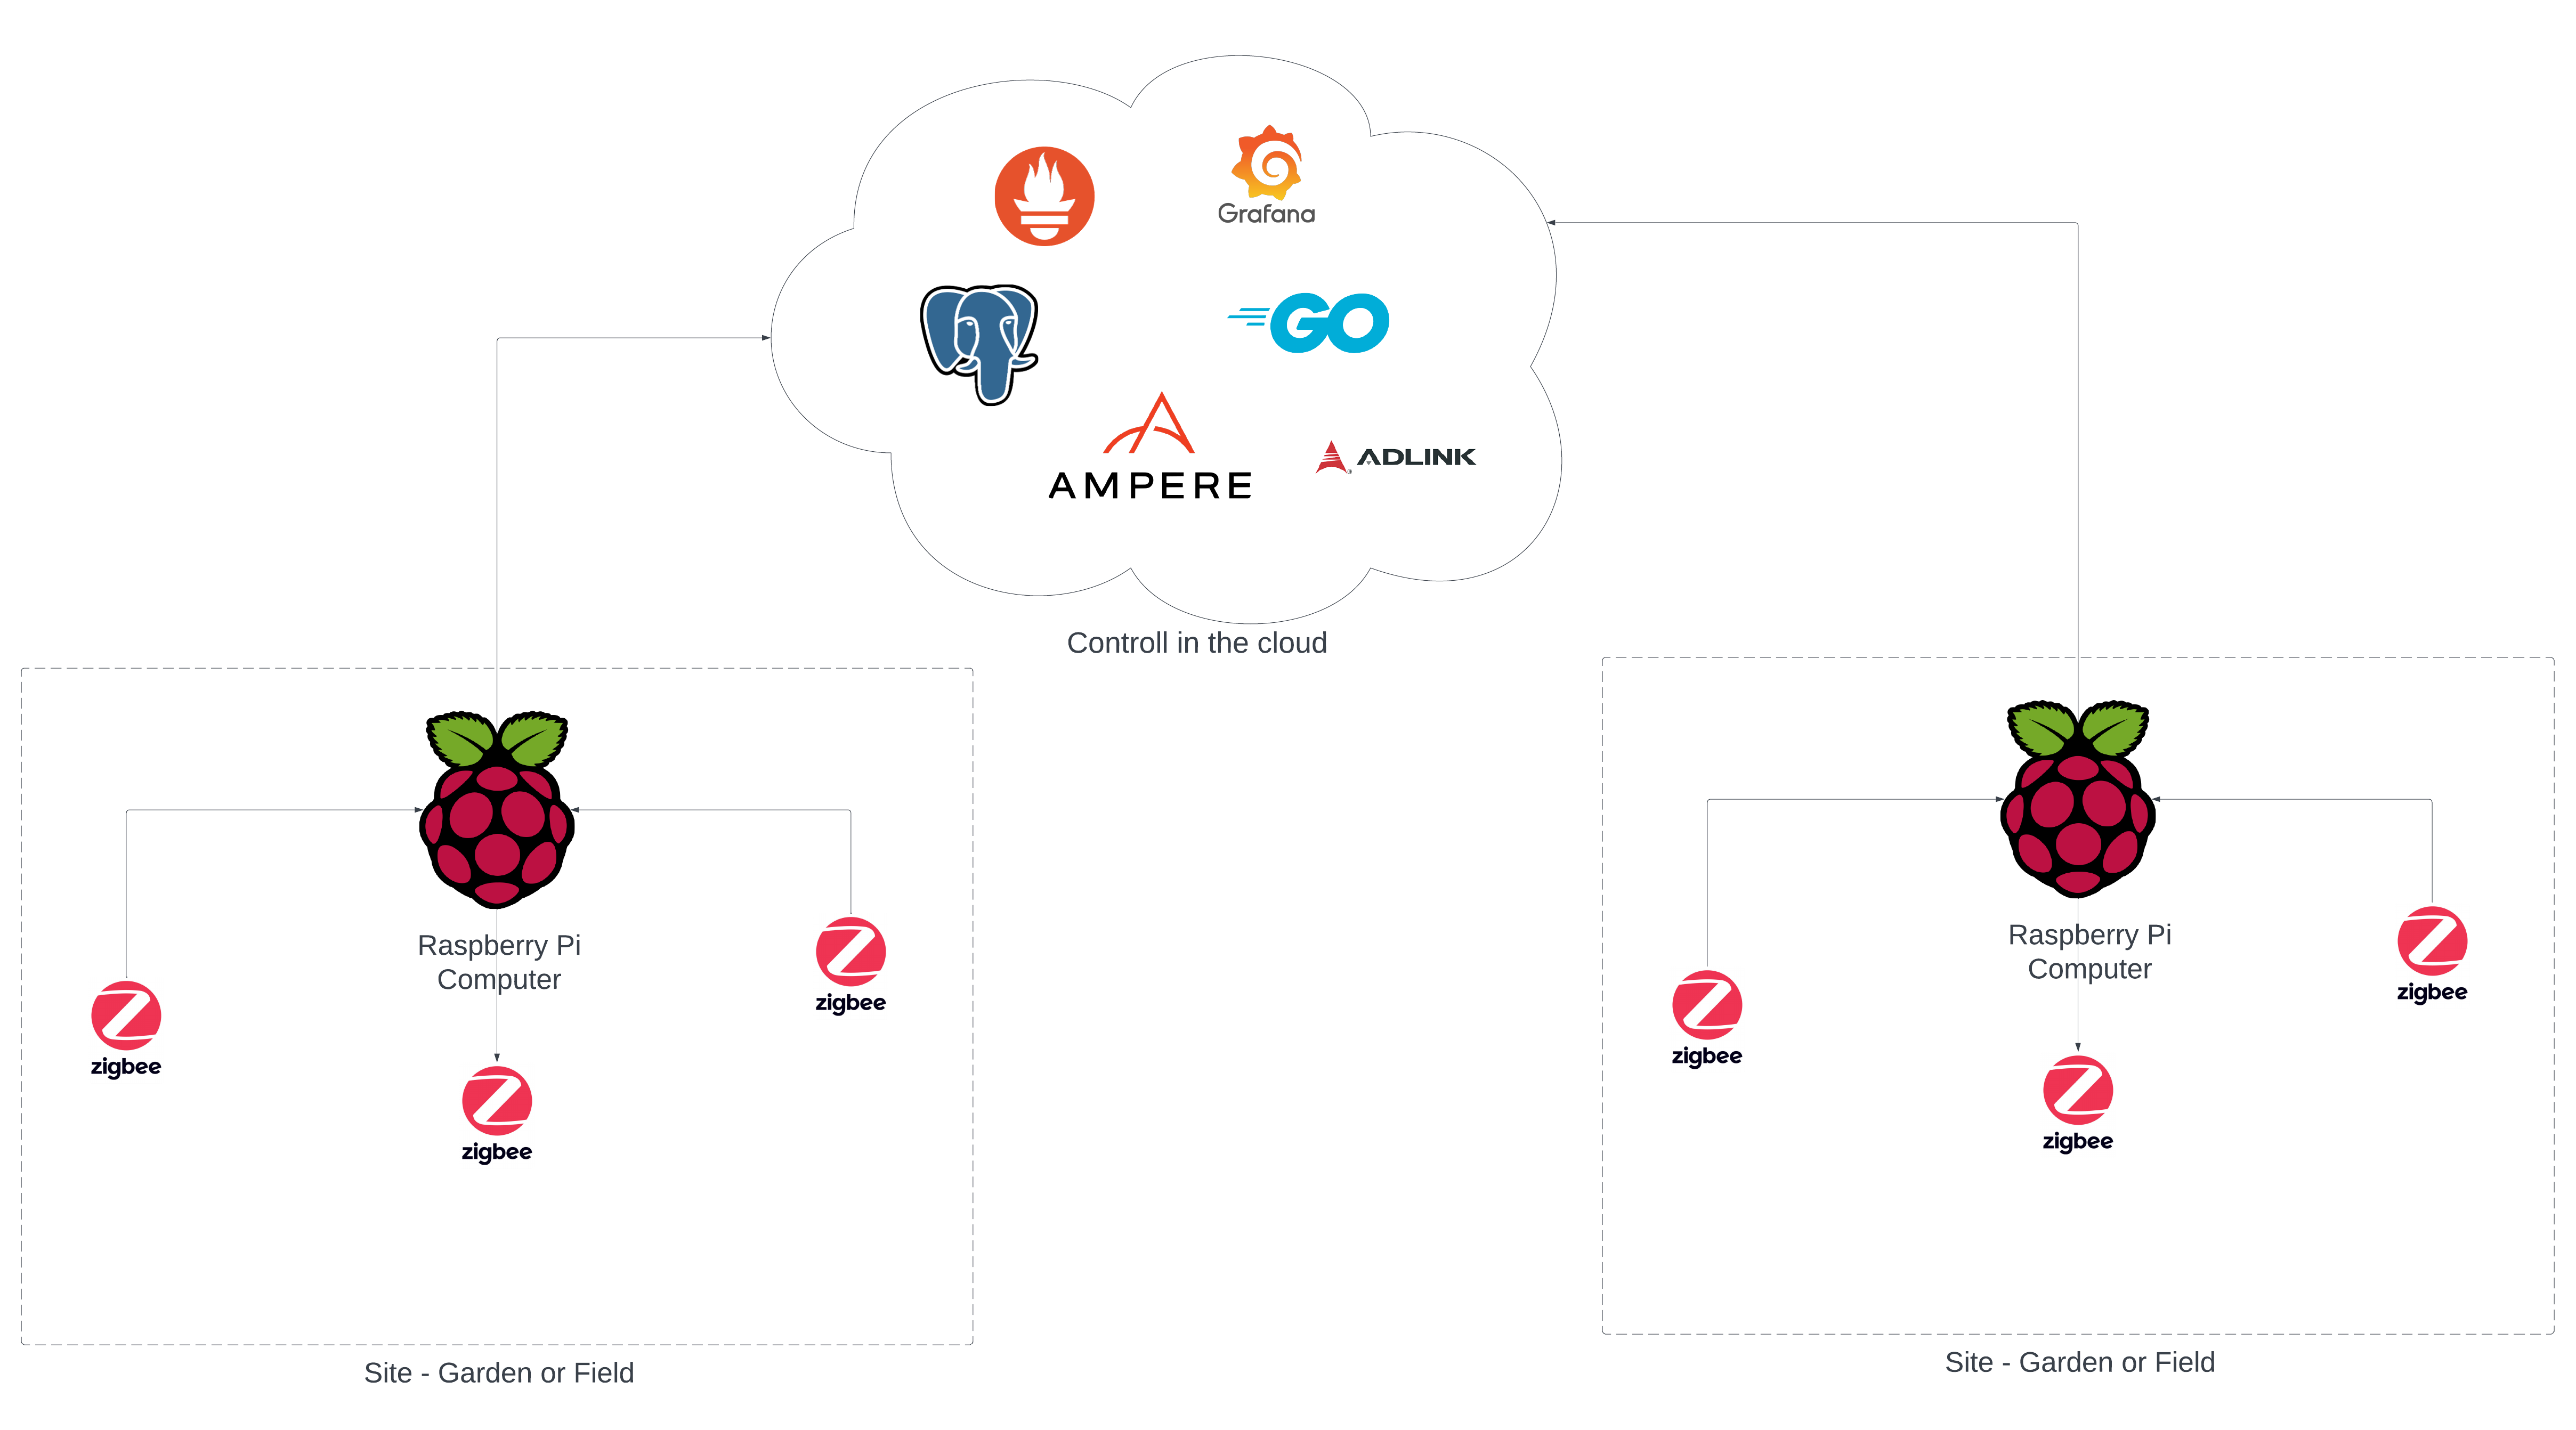 Grafana
GO
AMPERE
ADLINK
Controll in the cloud
Raspberry Pi
Computer
zigbee
zigbee
zigbee
Site - Garden or Field
Raspberry Pi
Computer
zigbee
zigbee
zigbee
Site - Garden or Field